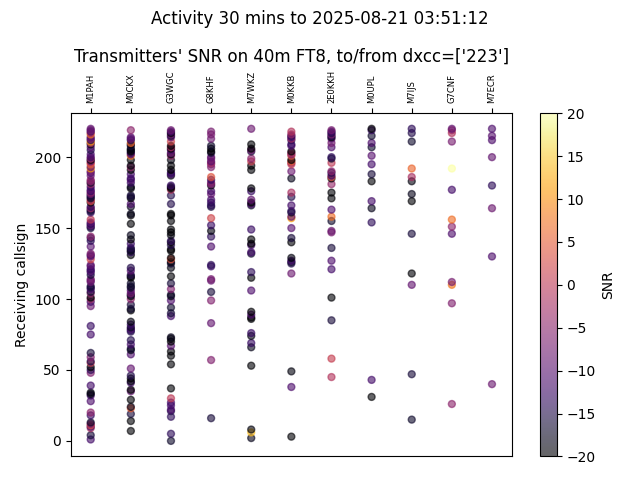 Activity 30 mins to 2025-08-21 03:51:12
Transmitters' SNR on 40m FT8, to/from dxcc=['223']
M1PAH M0CKX G3WGC G8KHF M7WKZ M0KKB 2E0KKH M0UPL M7IJS G7CNF M7ECR
Receiving callsign
200
150
100
50
0
20
15
10
5
0
−5
−10
−15
−20
SNR